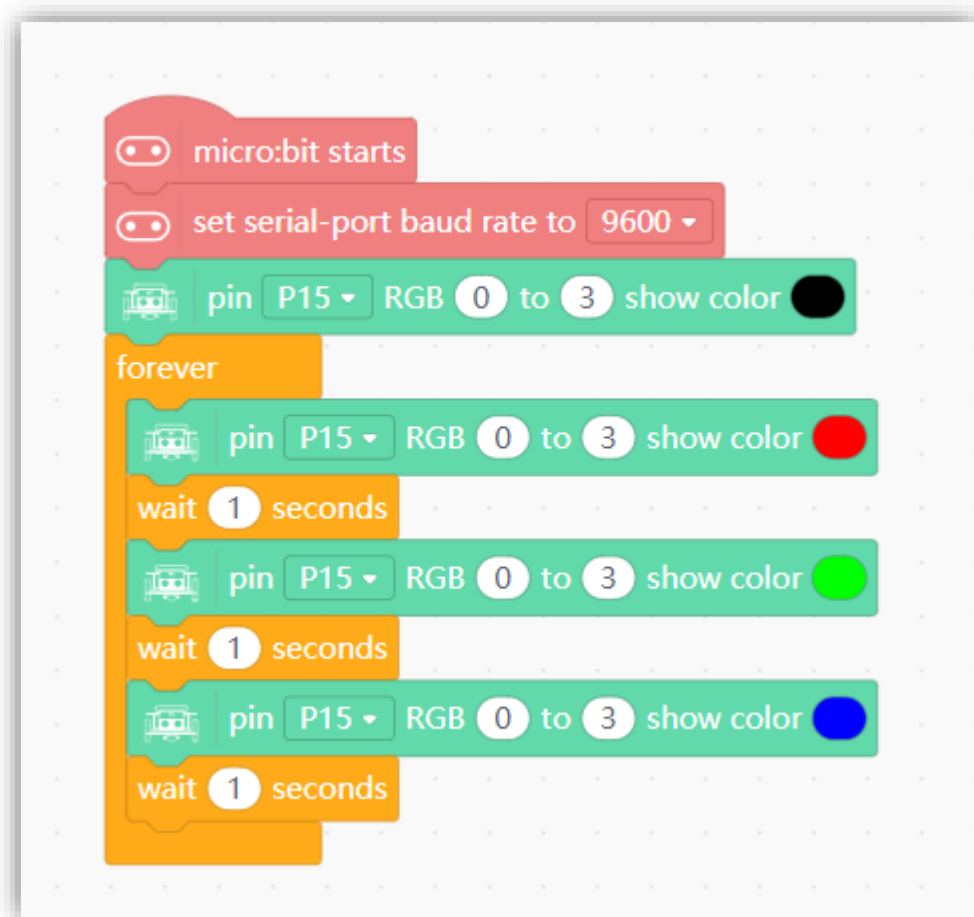 micro:bit starts
set serial-port baud rate to 9600
pin P15 RGB 0 to 3 show color
forever
pin P15 RGB 0 to 3 show color
wait 1 seconds
pin P15 RGB 0 to 3 show color
wait 1 seconds
pin P15 RGB 0 to 3 show color
wait 1 seconds